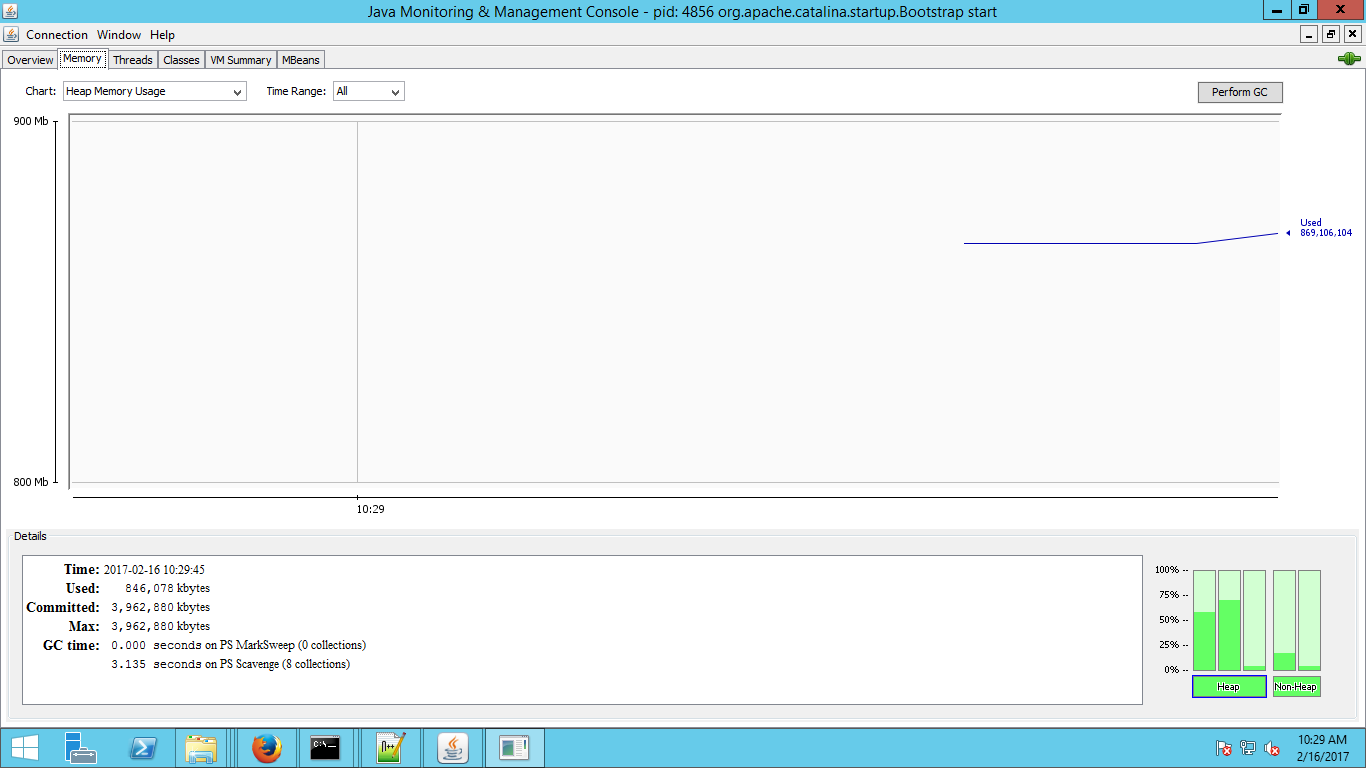 Java Monitoring & Management Console - pid: 4856 org.apache.catalina.startup.Bootstrap start
Connection Window Help
Overview Memory Threads Classes VM Summary MBeans
Chart: Heap Memory Usage Time Range: All Perform GC
900 Mb
Used
869,106,104
800 Mb
10:29
Details
Time: 2017-02-16 10:29:45
Used: 846,078 kbytes
Committed: 3,962,880 kbytes
Max: 3,962,880 kbytes
GC time: 0.000 seconds on PS MarkSweep (0 collections)
3.135 seconds on PS Scavenge (8 collections)
100% --
75% --
50% --
25% --
0% --
Heap Non-Heap
C:\_
10:29 AM
2/16/2017